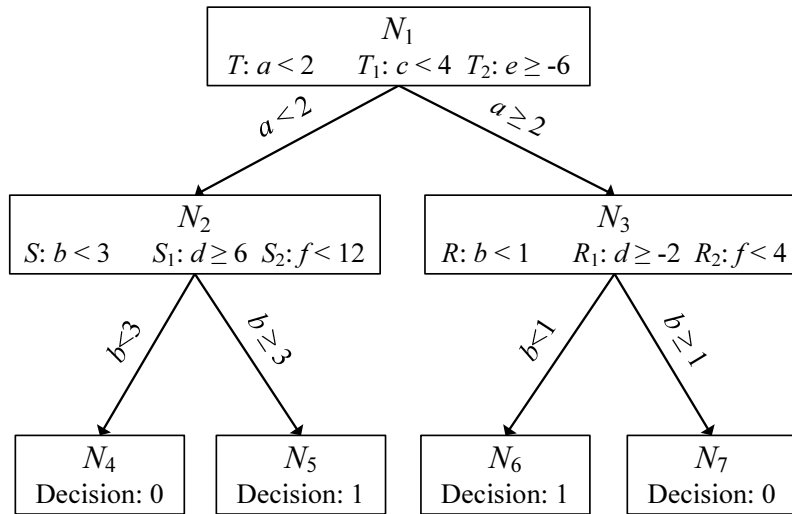 N₁
T: a < 2 T₁: c < 4 T₂: e ≥ -6
a < 2
a ≥ 2
N₂
S: b < 3 S₁: d ≥ 6 S₂: f < 12
N₃
R: b < 1 R₁: d ≥ -2 R₂: f < 4
b<3
b ≥ 3
b<1
b ≥ 1
N₄
Decision: 0
N₅
Decision: 1
N₆
Decision: 1
N₇
Decision: 0